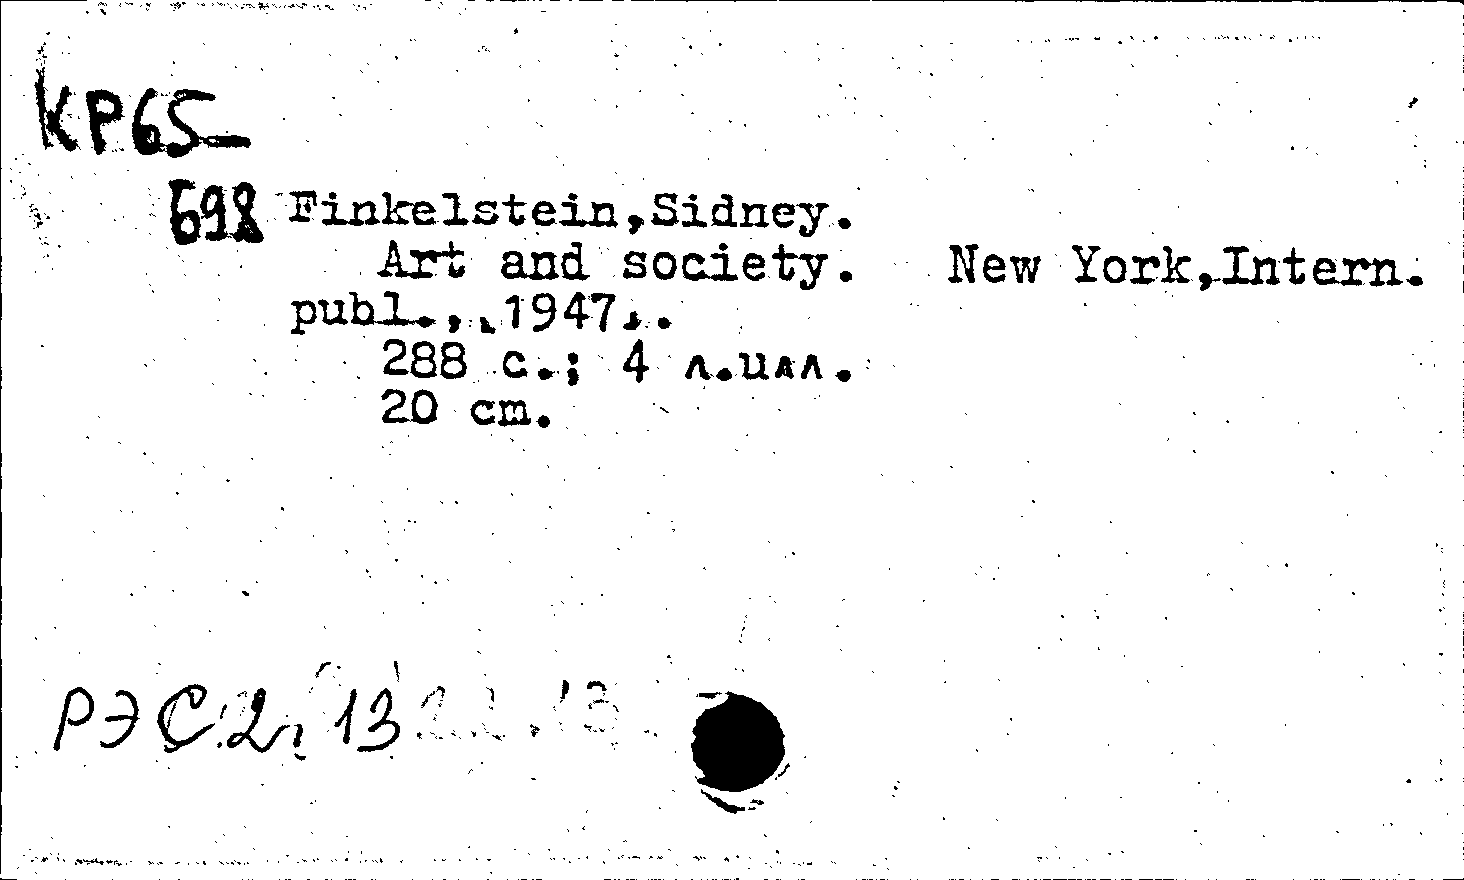 КР65-
698 Finkelstein,Sidney.
Art and society. New York,Intern.
publ.,1947.
288 с.; 4 л.илл.
20 cm.
РЭ С.2. 13